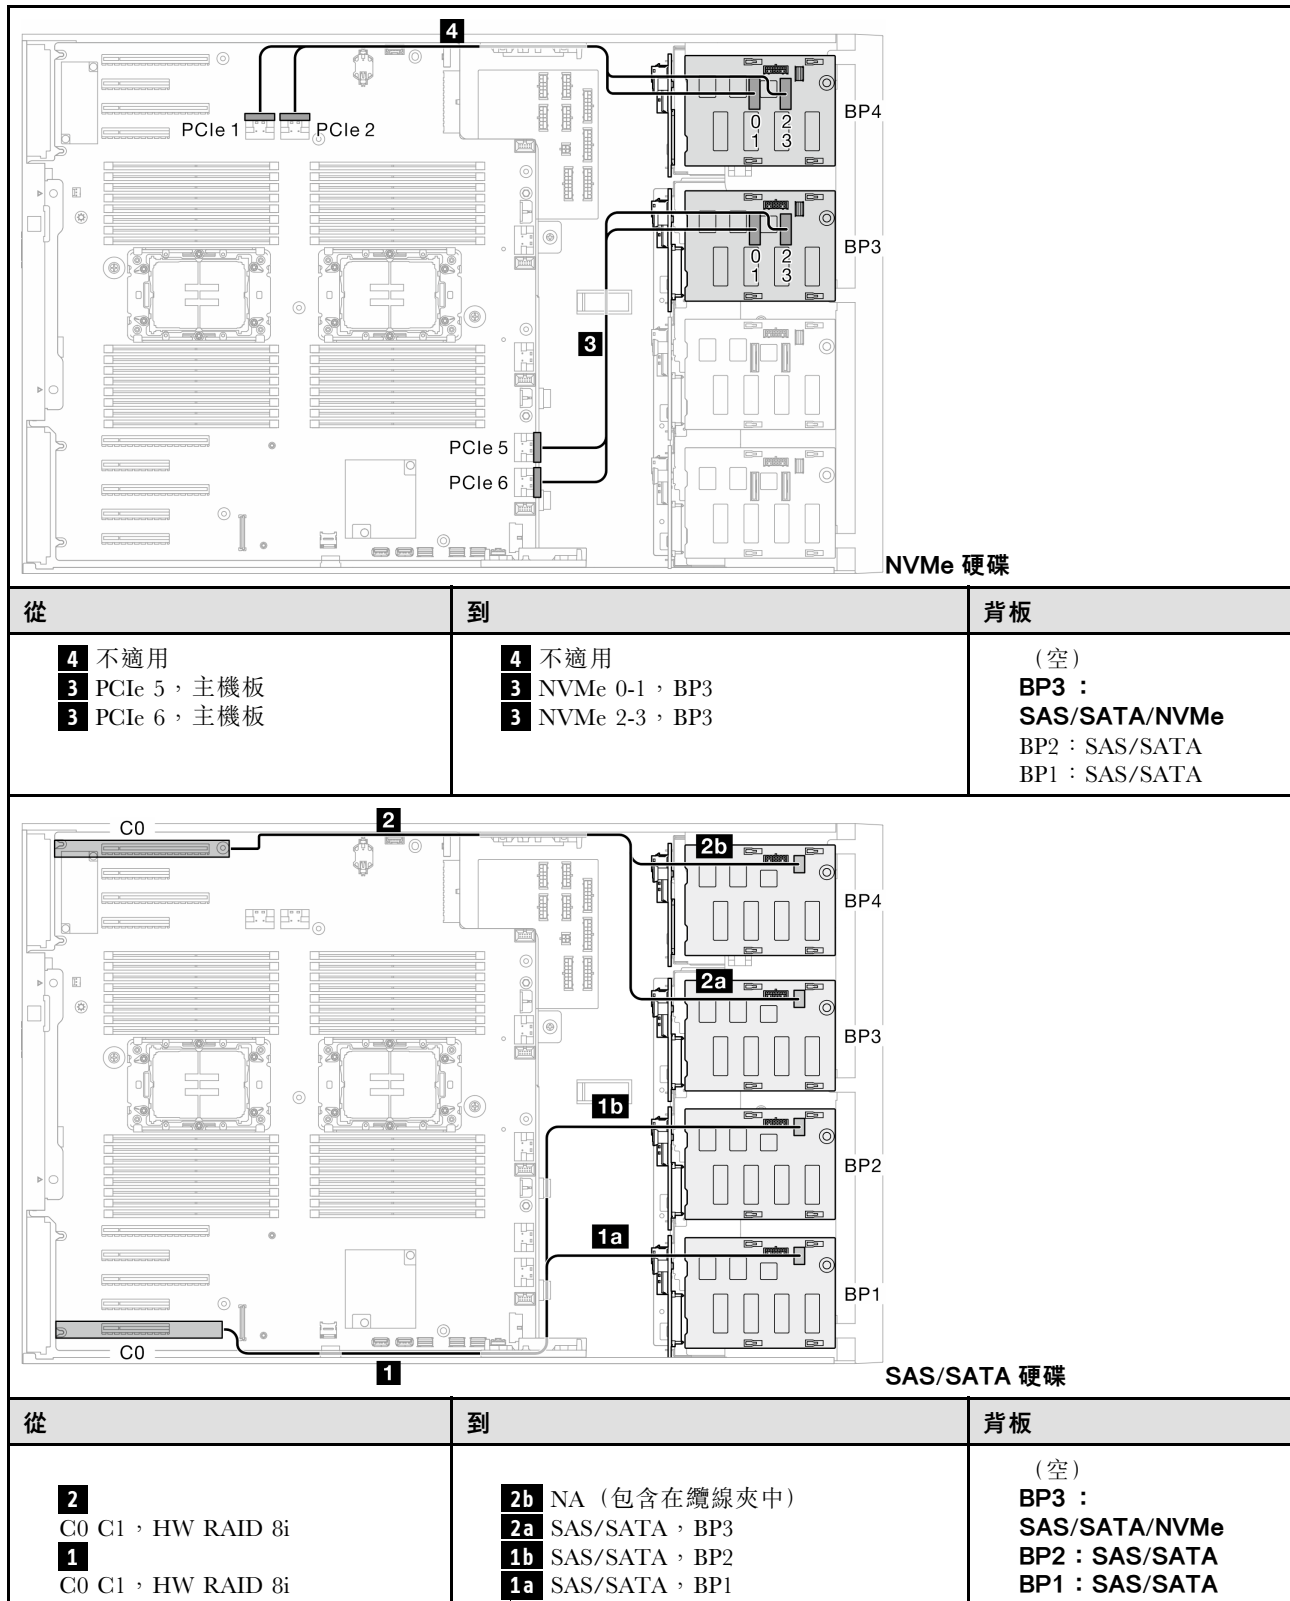 4
PCIe 1
PCIe 2
0 2
1 3
BP4
0 2
1 3
BP3
3
PCIe 5
PCIe 6
NVMe 硬碟
從 到 背板
4 不適用
3 PCIe 5，主機板
3 PCIe 6，主機板
4 不適用
3 NVMe 0-1，BP3
3 NVMe 2-3，BP3
（空）
BP3：
SAS/SATA/NVMe
BP2：SAS/SATA
BP1：SAS/SATA
C0
2
2b
BP4
2a
BP3
1b
BP2
1a
BP1
C0
1
SAS/SATA 硬碟
從 到 背板
2
C0 C1，HW RAID 8i
1
C0 C1，HW RAID 8i
2b NA（包含在纜線夾中）
2a SAS/SATA，BP3
1b SAS/SATA，BP2
1a SAS/SATA，BP1
（空）
BP3：
SAS/SATA/NVMe
BP2：SAS/SATA
BP1：SAS/SATA